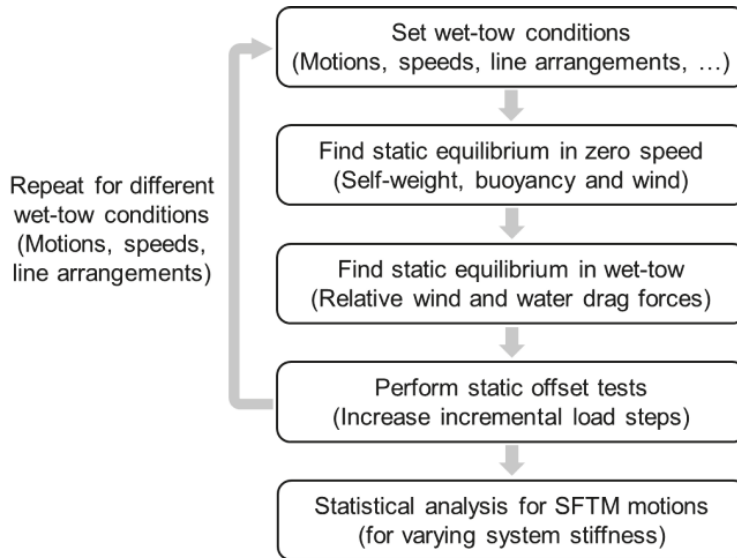 Set wet-tow conditions
(Motions, speeds, line arrangements, …)
Find static equilibrium in zero speed
(Self-weight, buoyancy and wind)
Repeat for different
wet-tow conditions
(Motions, speeds,
line arrangements)
Find static equilibrium in wet-tow
(Relative wind and water drag forces)
Perform static offset tests
(Increase incremental load steps)
Statistical analysis for SFTM motions
(for varying system stiffness)